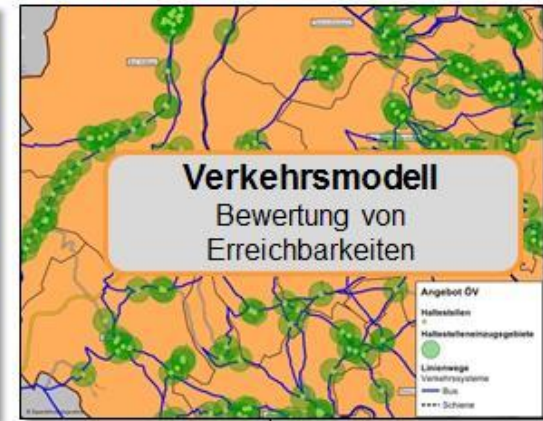 Verkehrsmodell
Bewertung von
Erreichbarkeiten
Angebot ÖV
Haltestellen
Haltestelleneinzugsgebiete
Linienwege
Verkehrssysteme
Bus
Schiene